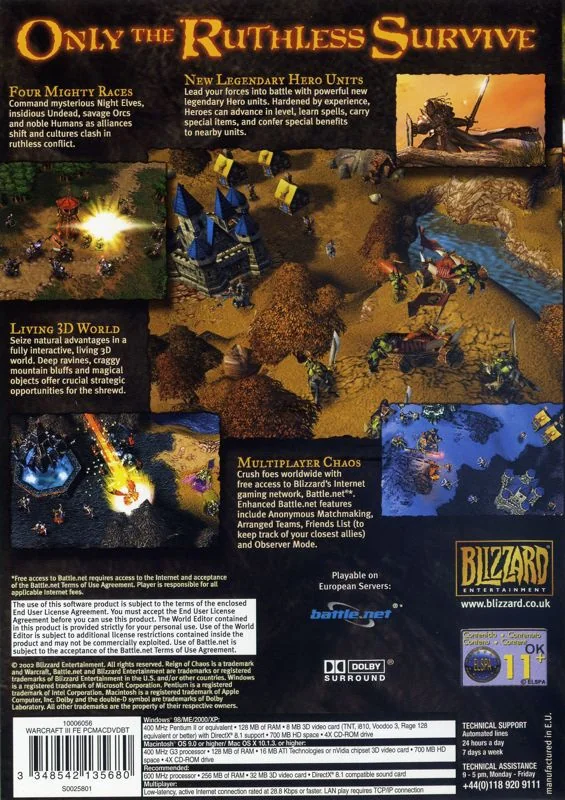 Only the Ruthless Survive
Four Mighty Races
Command mysterious Night Elves,
insidious Undead, savage Orcs
and noble Humans as alliances
shift and cultures clash in
ruthless conflict.
New Legendary Hero Units
Lead your forces into battle with powerful new
legendary Hero units. Hardened by experience,
Heroes can advance in level, learn spells, carry
special items, and confer special benefits
to nearby units.
Living 3D World
Seize natural advantages in a
fully interactive, living 3D
world. Deep ravines, craggy
mountain bluffs and magical
objects offer crucial strategic
opportunities for the shrewd.
Multiplayer Chaos
Crush foes worldwide with
free access to Blizzard's Internet
gaming network, Battle.net®*.
Enhanced Battle.net features
include Anonymous Matchmaking,
Arranged Teams, Friends List (to
keep track of your closest allies)
and Observer Mode.
*Free access to Battle.net requires access to the Internet and acceptance
of the Battle.net Terms of Use Agreement. Player is responsible for all
applicable Internet fees.
The use of this software product is subject to the terms of the enclosed
End User License Agreement. You must accept the End User License
Agreement before you can use this product. The World Editor contained
in this product is provided strictly for your personal use. Use of the World
Editor is subject to additional license restrictions contained inside the
product and may not be commercially exploited. Use of Battle.net is
subject to the acceptance of the Battle.net Terms of Use Agreement.
© 2002 Blizzard Entertainment. All rights reserved. Reign of Chaos is a trademark
and Warcraft, Battle.net and Blizzard Entertainment are trademarks or registered
trademarks of Blizzard Entertainment in the U.S. and/or other countries. Windows
is a registered trademark of Microsoft Corporation. Pentium is a registered
trademark of Intel Corporation. Macintosh is a registered trademark of Apple
Computer, Inc. Dolby and the double-D symbol are trademarks of Dolby
Laboratory. All other trademarks are the property of their respective owners.
Playable on
European Servers:
battle.net
DOLBY
SURROUND
BLIZZARD
ENTERTAINMENT
www.blizzard.co.uk
Contenido • Contenuto
Content • Contenu
ELSPA
OK
11+
© ELSPA
10006056
WARCRAFT III FE PCMACDVDBT
3 348542 135680
S0025801
Windows® 98/ME/2000/XP:
400 MHz Pentium II or equivalent • 128 MB of RAM • 8 MB 3D video card (TNT, i810, Voodoo 3, Rage 128
equivalent or better) with DirectX® 8.1 support • 700 MB HD space • 4X CD-ROM drive
Macintosh® OS 9.0 or higher/ Mac OS X 10.1.3. or higher:
400 MHz G3 processor • 128 MB of RAM • 16 MB ATI Technologies or nVidia chipset 3D video card • 700 MB HD
space • 4X CD-ROM drive
Recommended:
600 MHz processor • 256 MB of RAM • 32 MB 3D video card • DirectX® 8.1 compatible sound card
Multiplayer:
Low-latency, active Internet connection rated at 28.8 Kbps or faster. LAN play requires TCP/IP connection
TECHNICAL SUPPORT
Automated lines
24 hours a day
7 days a week
TECHNICAL ASSISTANCE
9 - 5 pm, Monday - Friday
+44(0)118 920 9111
manufactured in E.U.